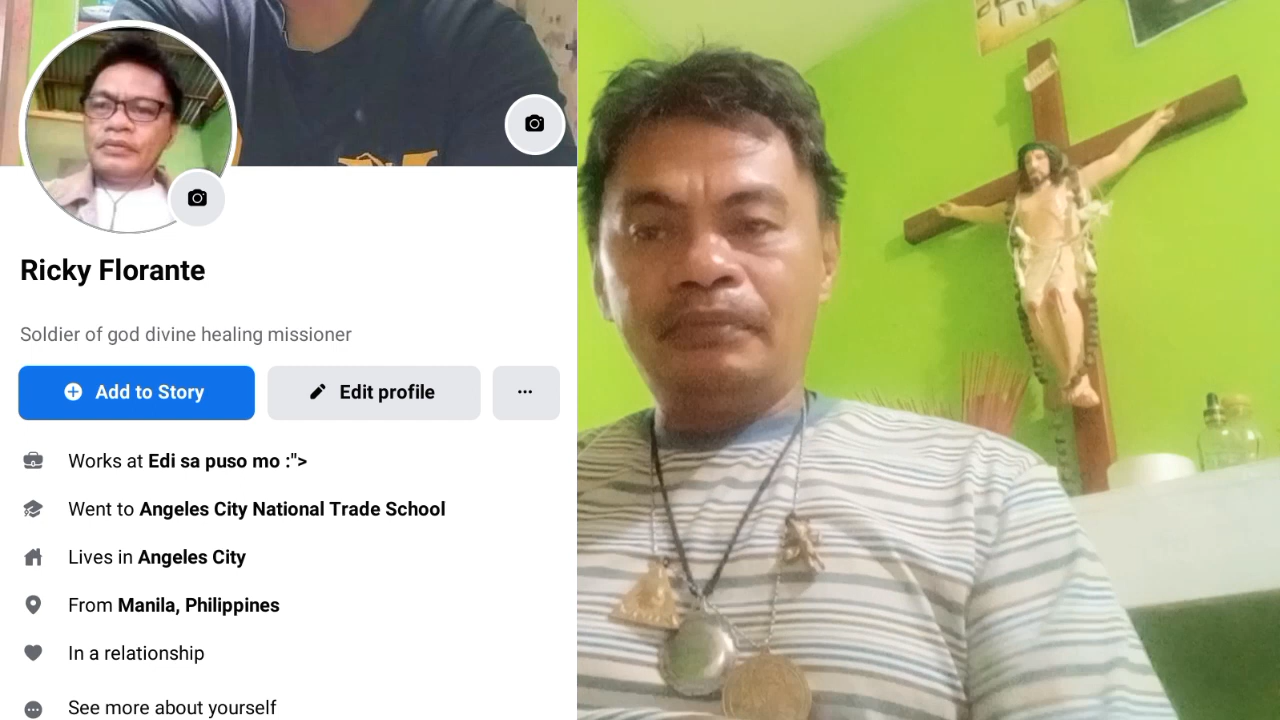 Ricky Florante
Soldier of god divine healing missioner
Add to Story
Edit profile
Works at Edi sa puso mo :">
Went to Angeles City National Trade School
Lives in Angeles City
From Manila, Philippines
In a relationship
See more about yourself